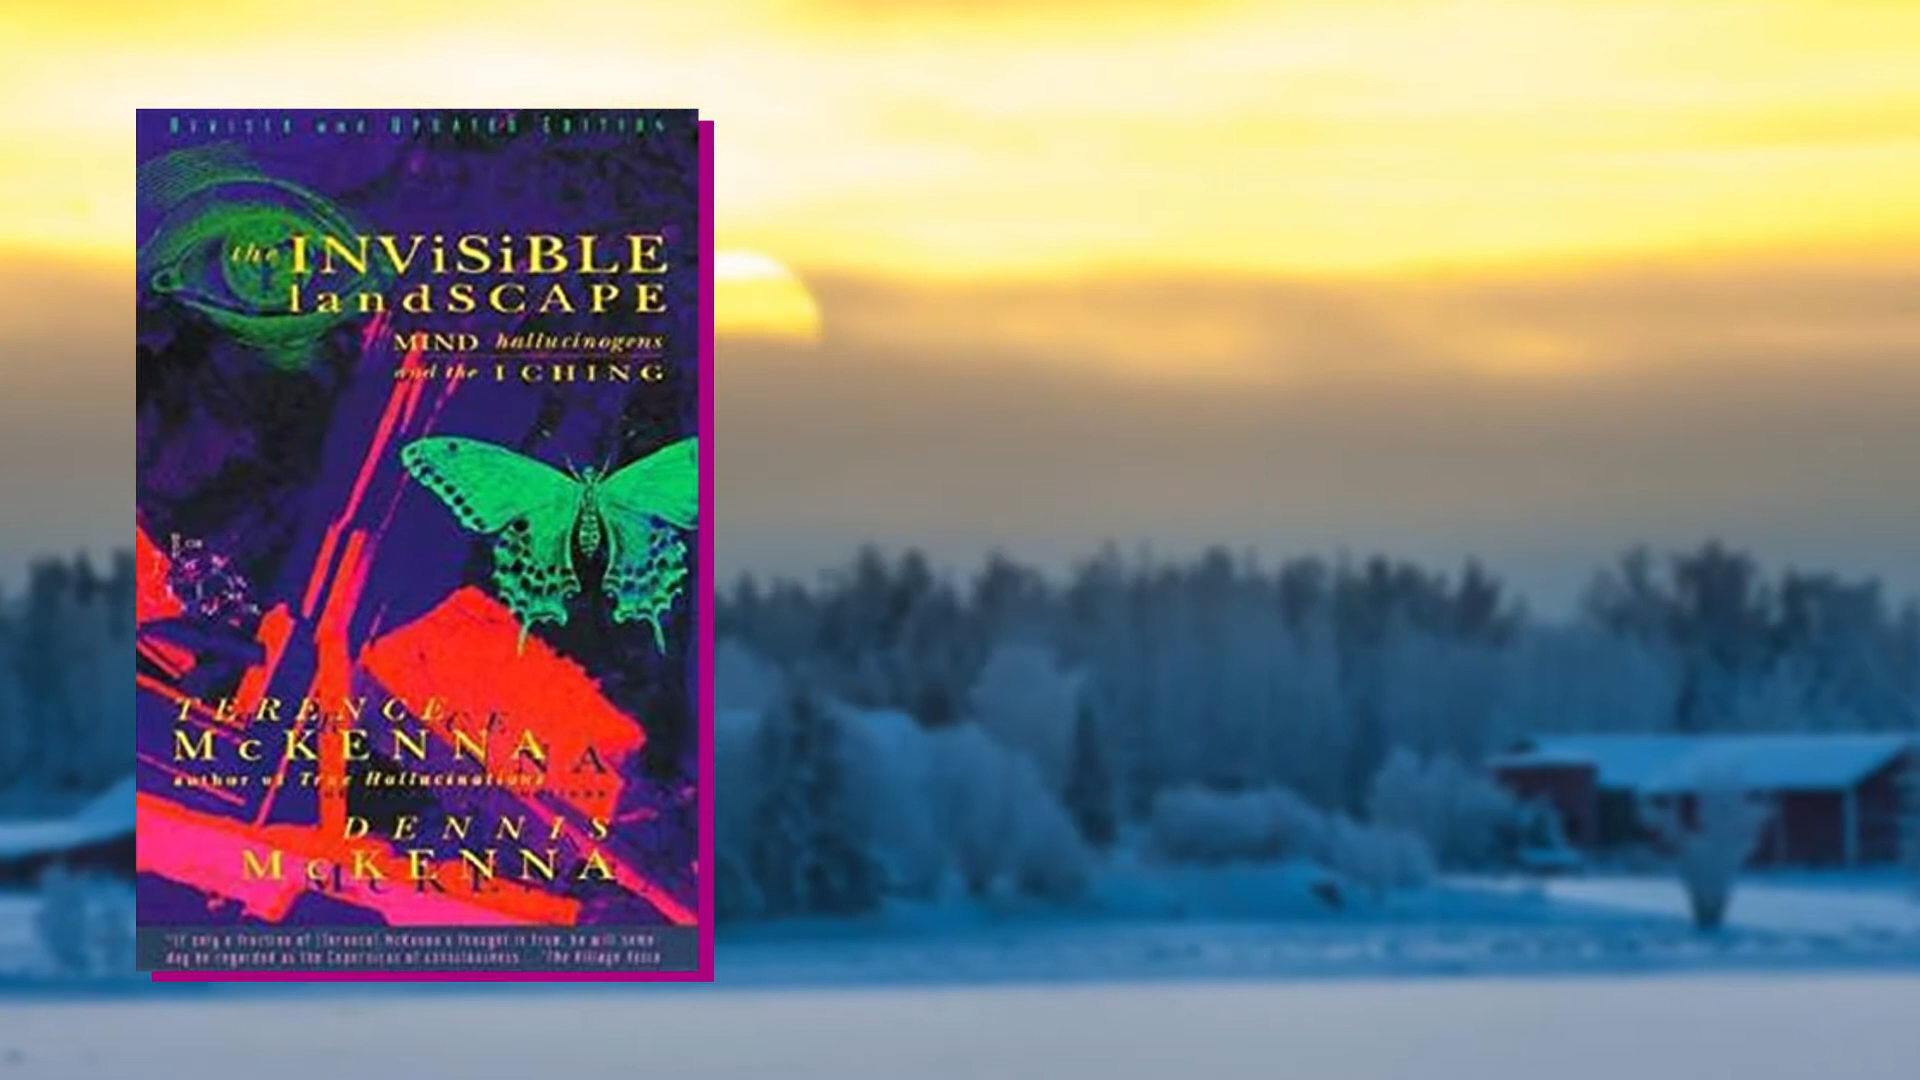 REVISED and UPDATED EDITION
the INViSiBLE
landSCAPE
MIND hallucinogens
and the I CHING
TERENCE
McKENNA
author of True Hallucinations
DENNIS
McKENNA
"If only a fraction of [Terence] McKenna's thought is true, he will some-
day be regarded as the Copernicus of consciousness." —The Village Voice